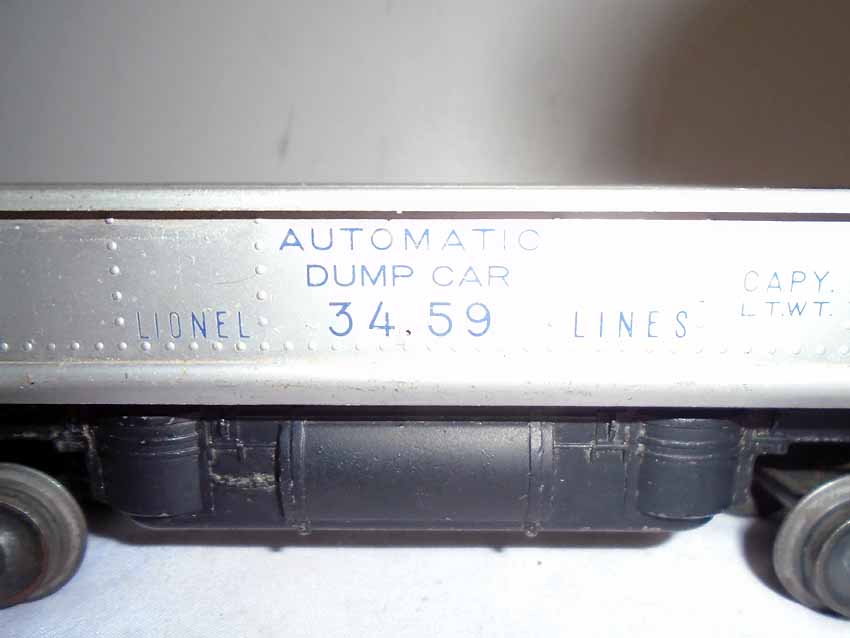 AUTOMATIC
DUMP CAR
LIONEL 34.59 LINES
CAPY.
LT.WT.